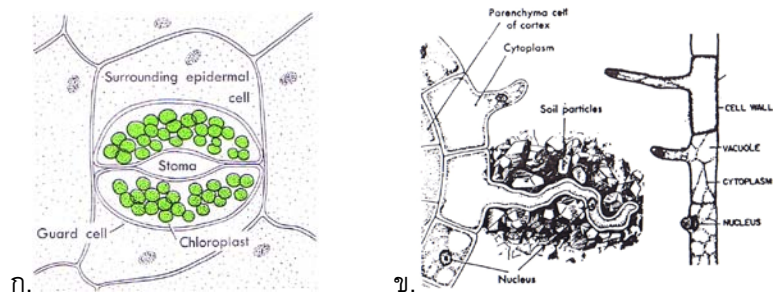 Surrounding epidermal
cell
Stoma
Guard cell
Chloroplast
ก.
Parenchyma cell
of cortex
Cytoplasm
Soil particles
Nucleus
CELL WALL
VACUOLE
CYTOPLASM
NUCLEUS
ข.